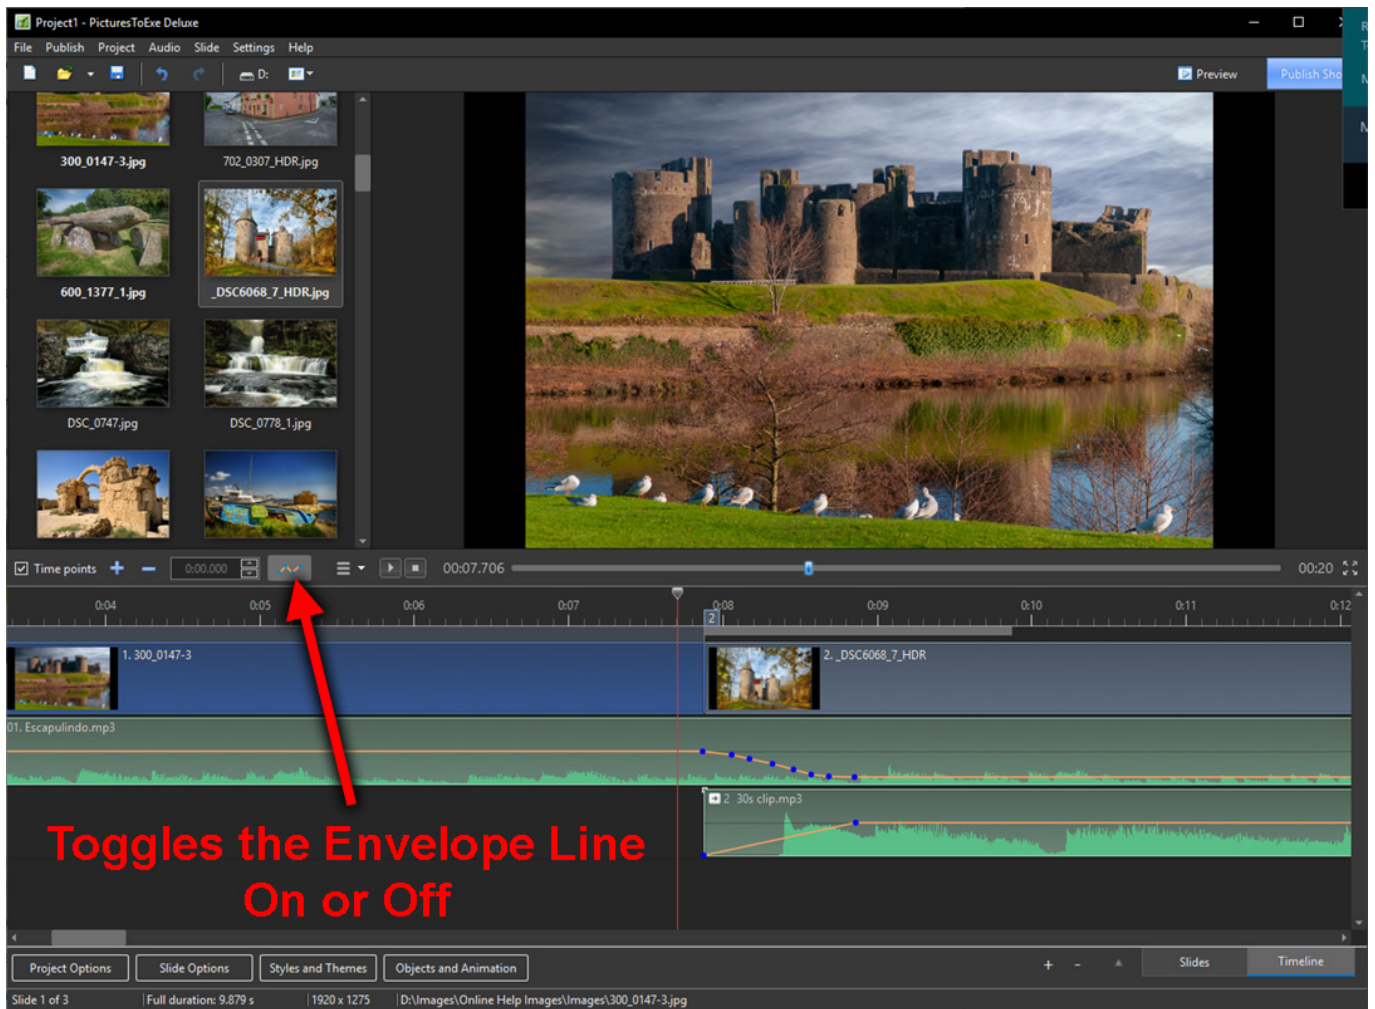 Project1 - PicturesToExe Deluxe
File Publish Project Audio Slide Settings Help
D:
Preview
Publish Sho
300_0147-3.jpg
702_0307_HDR.jpg
600_1377_1.jpg
_DSC6068_7_HDR.jpg
DSC_0747.jpg
DSC_0778_1.jpg
Time points
0:00.000
00:07.706
00:20
0:04 0:05 0:06 0:07 0:08 0:09 0:10 0:11 0:12
2
1. 300_0147-3
2. _DSC6068_7_HDR
01. Escapulindo.mp3
2 30s clip.mp3
Toggles the Envelope Line
On or Off
Project Options Slide Options Styles and Themes Objects and Animation
+ - Slides Timeline
Slide 1 of 3 Full duration: 9.879 s 1920 x 1275 D:\Images\Online Help Images\Images\300_0147-3.jpg